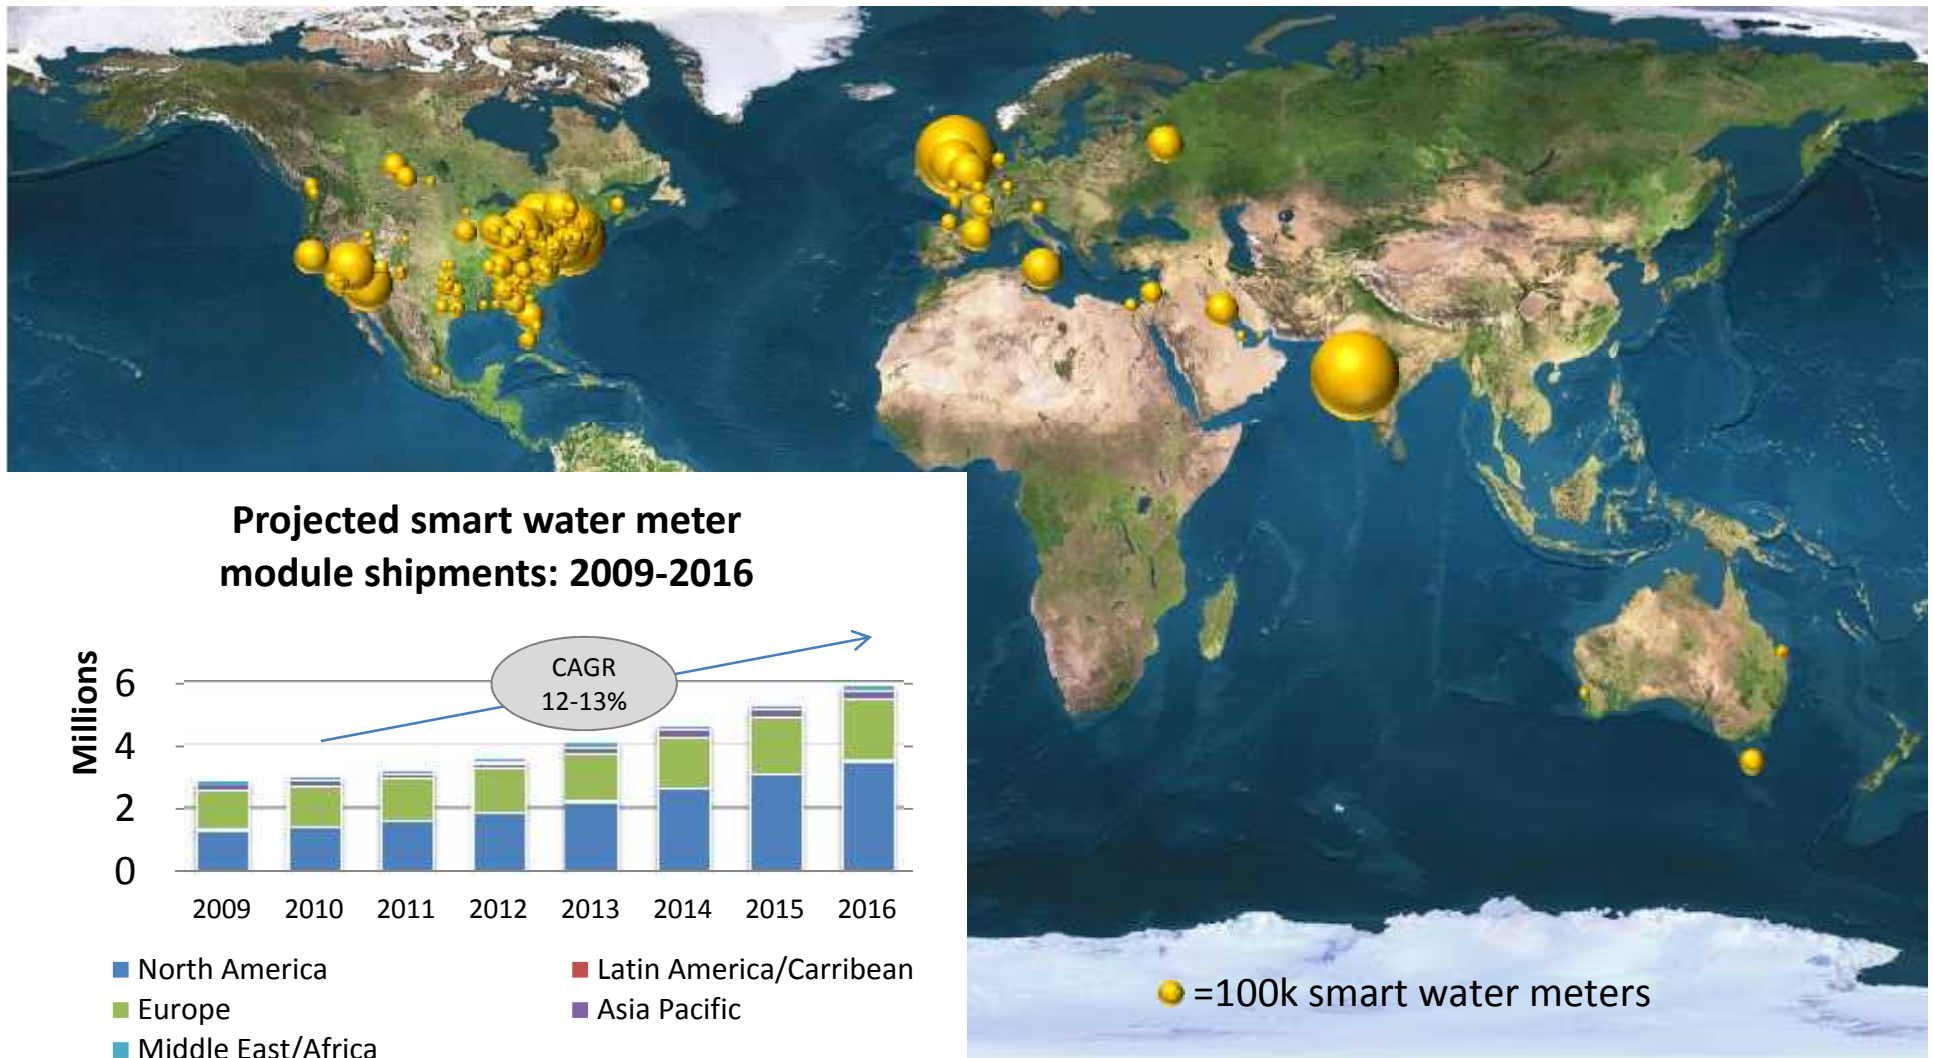 Projected smart water meter
module shipments: 2009-2016
Millions
CAGR
12-13%
6
4
2
0
2009 2010 2011 2012 2013 2014 2015 2016
North America
Latin America/Carribean
Europe
Asia Pacific
Middle East/Africa
=100k smart water meters